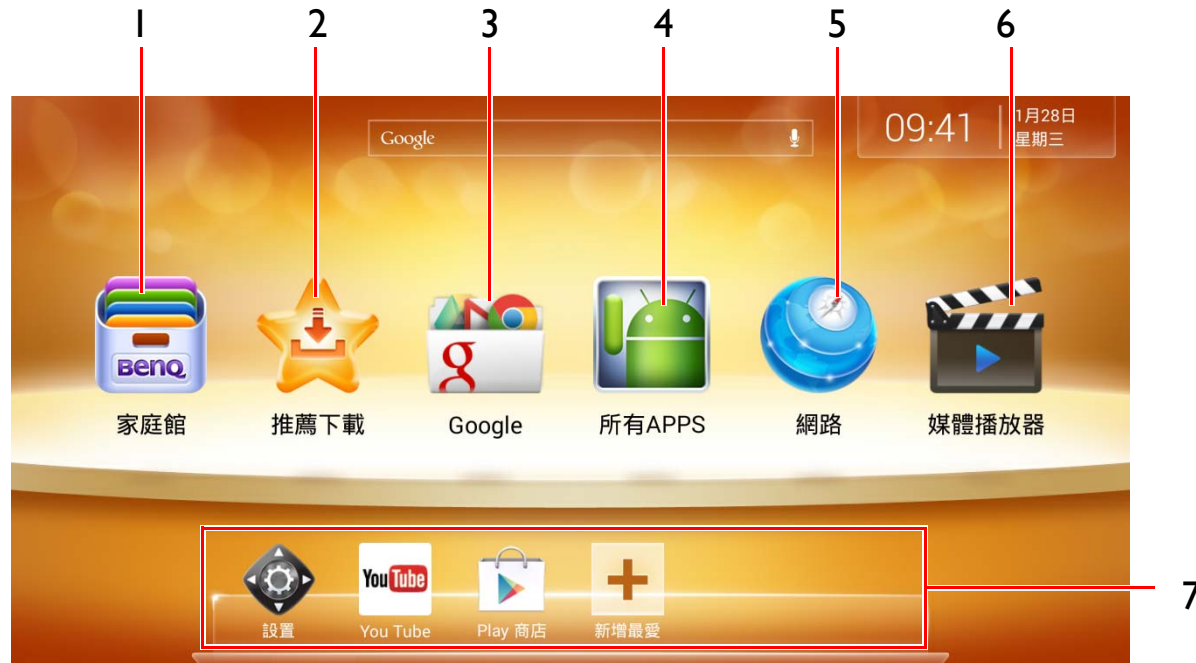 1 2 3 4 5 6
Google
09:41
1月28日
星期三
BenQ
g
家庭館 推薦下載 Google 所有APPS 網路 媒體播放器
You Tube
7
設置 You Tube Play 商店 新增最愛